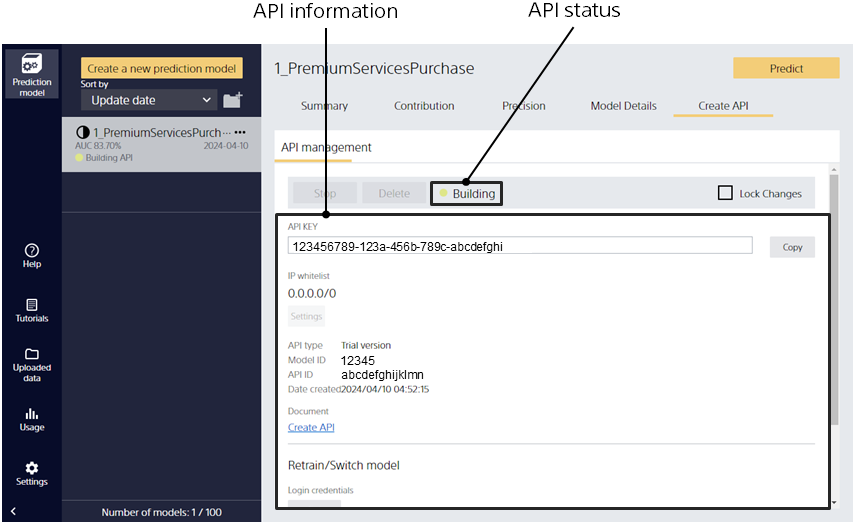 API information
API status
Prediction
model
Help
Tutorials
Uploaded
data
Usage
Settings
Create a new prediction model
Sort by
Update date
1_PremiumServicesPurch ··· •••
AUC 83.70% 2024-04-10
Building API
Number of models: 1 / 100
1_PremiumServicesPurchase
Predict
Summary Contribution Precision Model Details Create API
API management
Stop Delete Building Lock Changes
API KEY
123456789-123a-456b-789c-abcdefghi Copy
IP whitelist
0.0.0.0/0
Settings
API type Trial version
Model ID 12345
API ID abcdefghijklmn
Date created 2024/04/10 04:52:15
Document
Create API
Retrain/Switch model
Login credentials